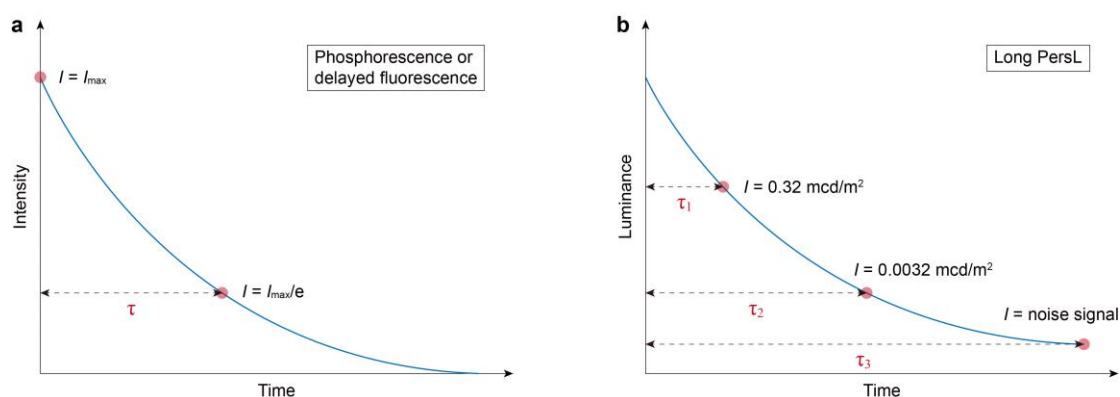 a
Phosphorescence or
delayed fluorescence
I = Imax
Intensity
I = Imax/e
τ
Time
b
Long PersL
Luminance
I = 0.32 mcd/m²
τ1
I = 0.0032 mcd/m²
τ2
I = noise signal
τ3
Time